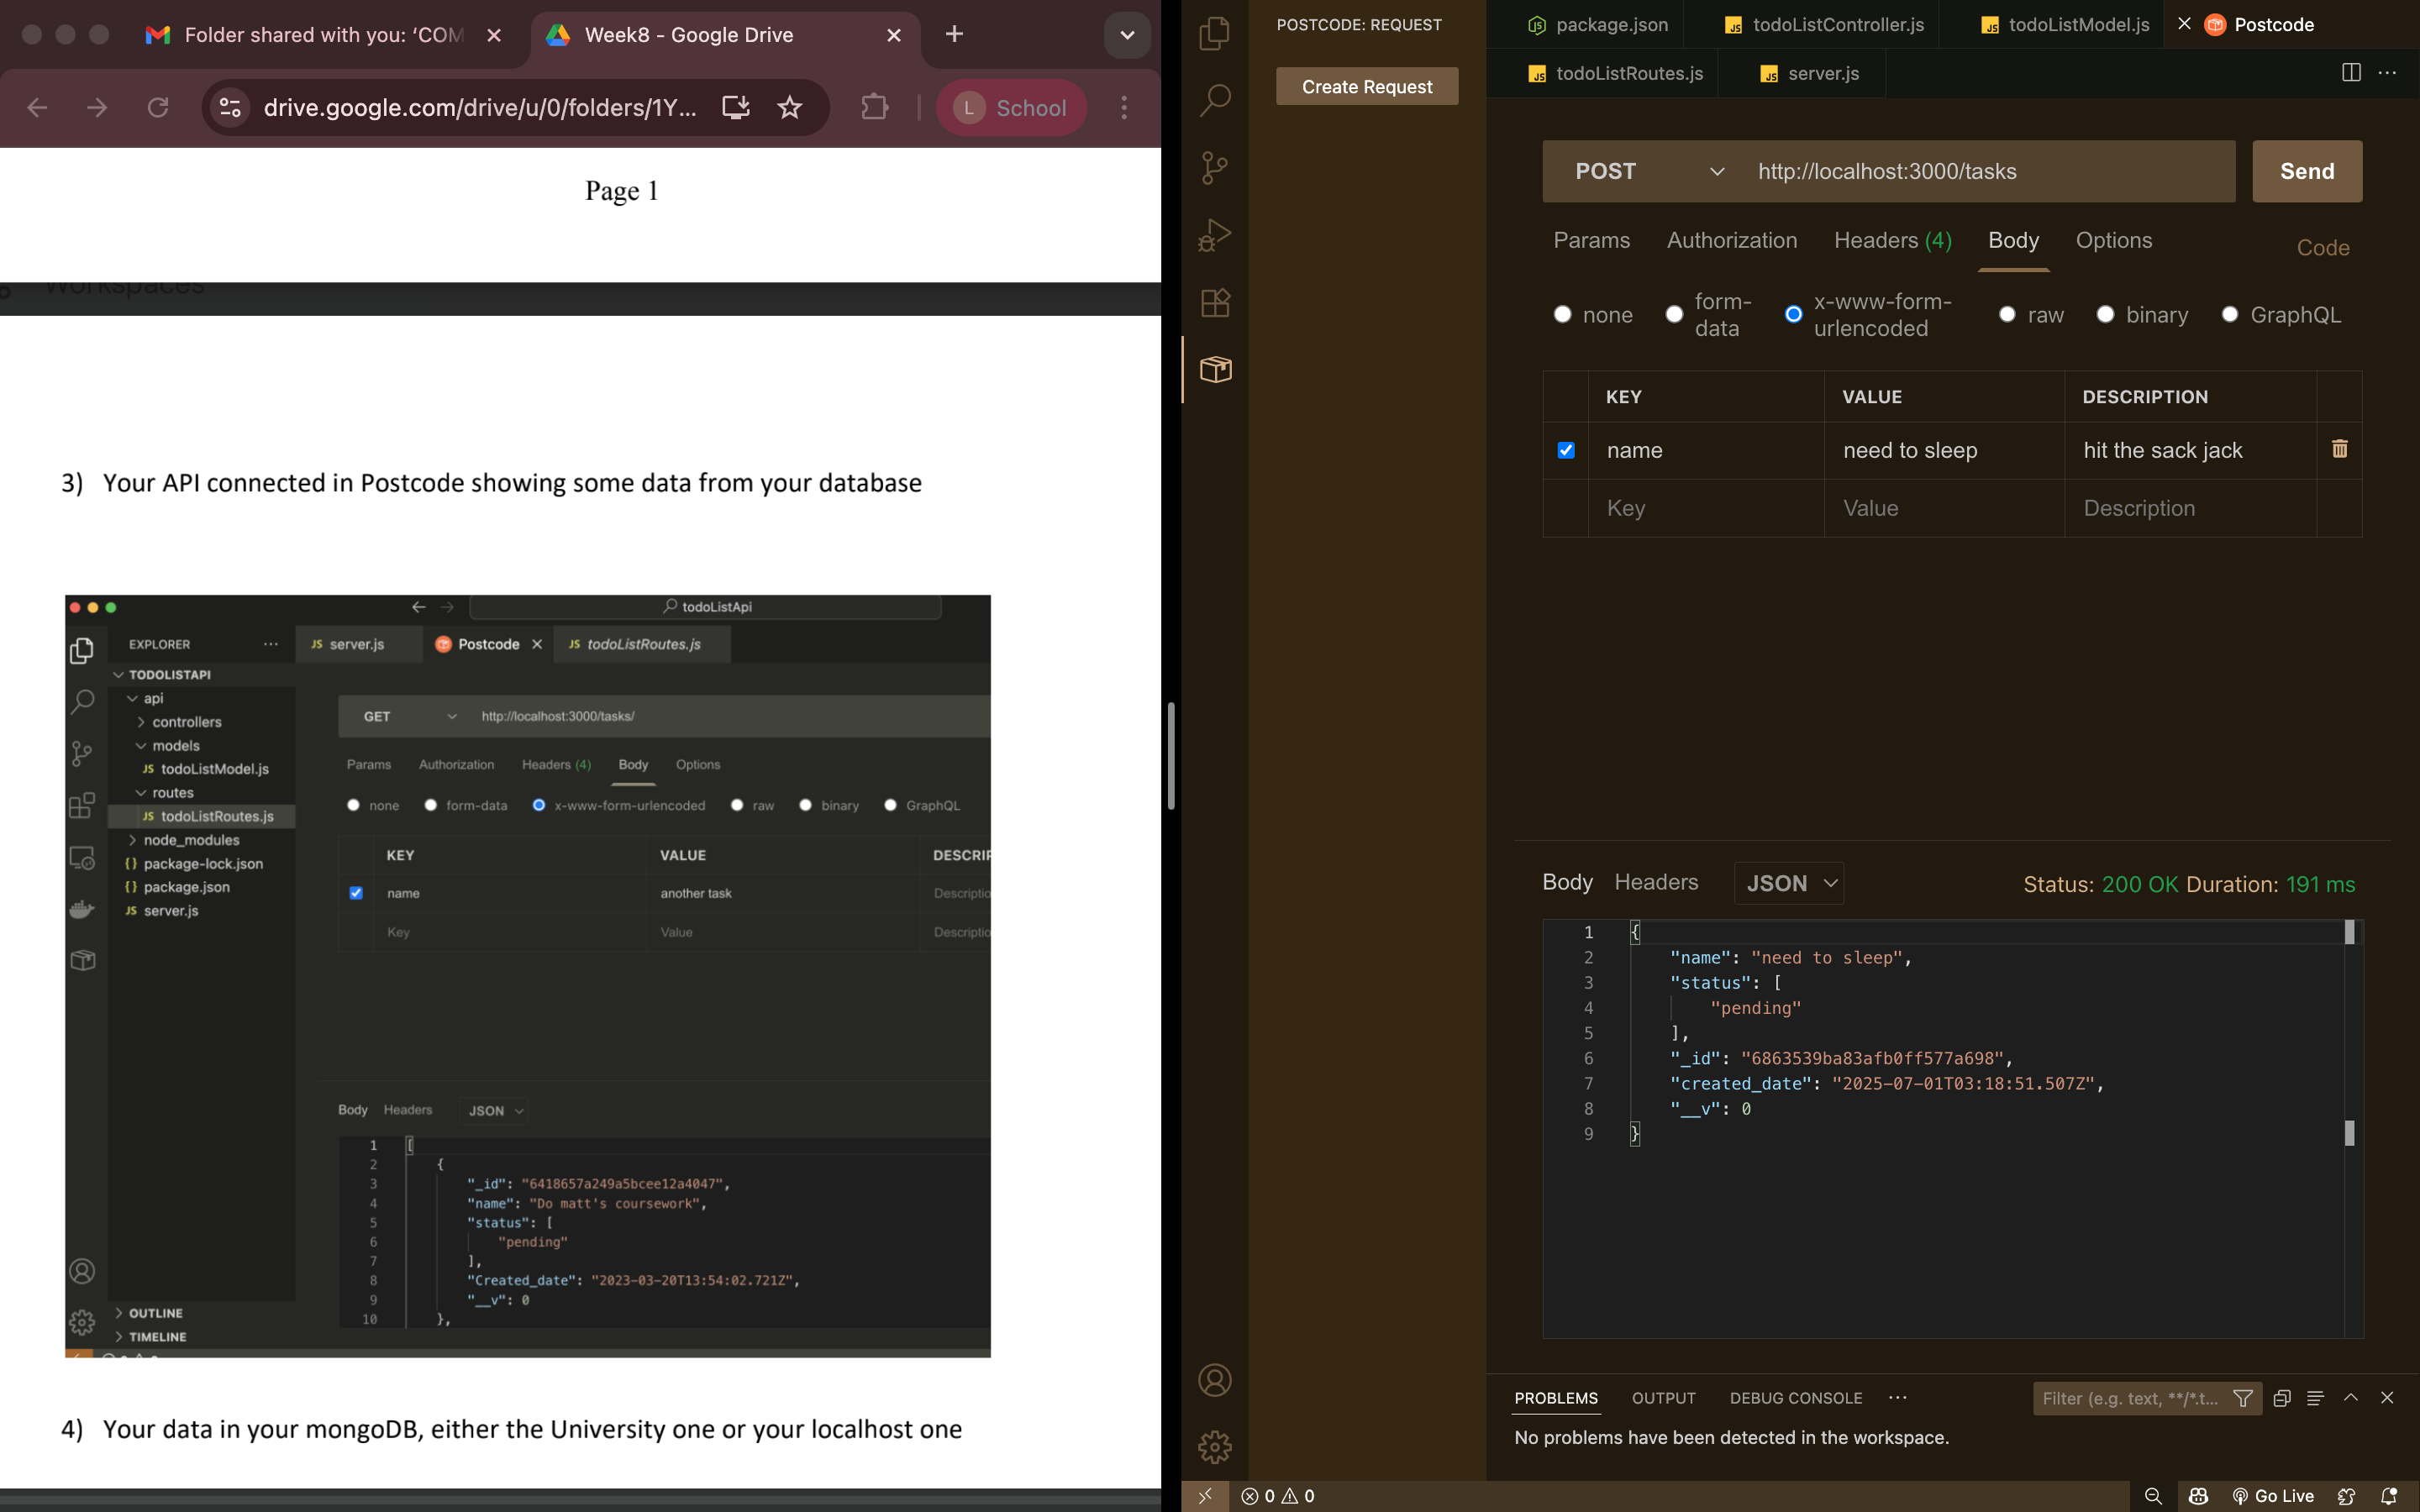 Folder shared with you: ‘COM
Week8 - Google Drive
drive.google.com/drive/u/0/folders/1Y...
L School
Page 1
Workspaces
3) Your API connected in Postcode showing some data from your database
todoListApi
EXPLORER
JS server.js
Postcode
JS todoListRoutes.js
TODOLISTAPI
api
controllers
models
JS todoListModel.js
routes
JS todoListRoutes.js
node_modules
{} package-lock.json
{} package.json
JS server.js
OUTLINE
TIMELINE
GET http://localhost:3000/tasks/
Params Authorization Headers (4) Body Options
none form-data x-www-form-urlencoded raw binary GraphQL
KEY VALUE DESCRIP
name another task Descriptio
Key Value Descriptio
Body Headers JSON
1 [
2 {
3 "_id": "6418657a249a5bcee12a4047",
4 "name": "Do matt's coursework",
5 "status": [
6 "pending"
7 ],
8 "Created_date": "2023-03-20T13:54:02.721Z",
9 "__v": 0
10 },
4) Your data in your mongoDB, either the University one or your localhost one
POSTCODE: REQUEST
Create Request
package.json
JS todoListController.js
JS todoListModel.js
Postcode
JS todoListRoutes.js
JS server.js
POST http://localhost:3000/tasks Send
Params Authorization Headers (4) Body Options Code
none form-data x-www-form-urlencoded raw binary GraphQL
KEY VALUE DESCRIPTION
name need to sleep hit the sack jack
Key Value Description
Body Headers JSON Status: 200 OK Duration: 191 ms
1 {
2 "name": "need to sleep",
3 "status": [
4 "pending"
5 ],
6 "_id": "6863539ba83afb0ff577a698",
7 "created_date": "2025-07-01T03:18:51.507Z",
8 "__v": 0
9 }
PROBLEMS OUTPUT DEBUG CONSOLE Filter (e.g. text, **/*.t...
No problems have been detected in the workspace.
0 0 Go Live